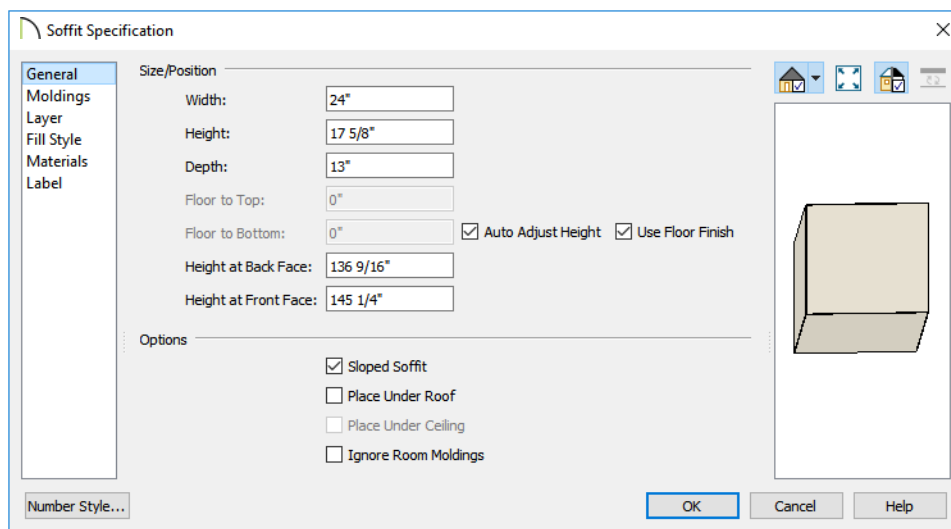 Soffit Specification
General
Moldings
Layer
Fill Style
Materials
Label
Size/Position
Width: 24"
Height: 17 5/8"
Depth: 13"
Floor to Top: 0"
Floor to Bottom: 0" Auto Adjust Height Use Floor Finish
Height at Back Face: 136 9/16"
Height at Front Face: 145 1/4"
Options
Sloped Soffit
Place Under Roof
Place Under Ceiling
Ignore Room Moldings
Number Style... OK Cancel Help